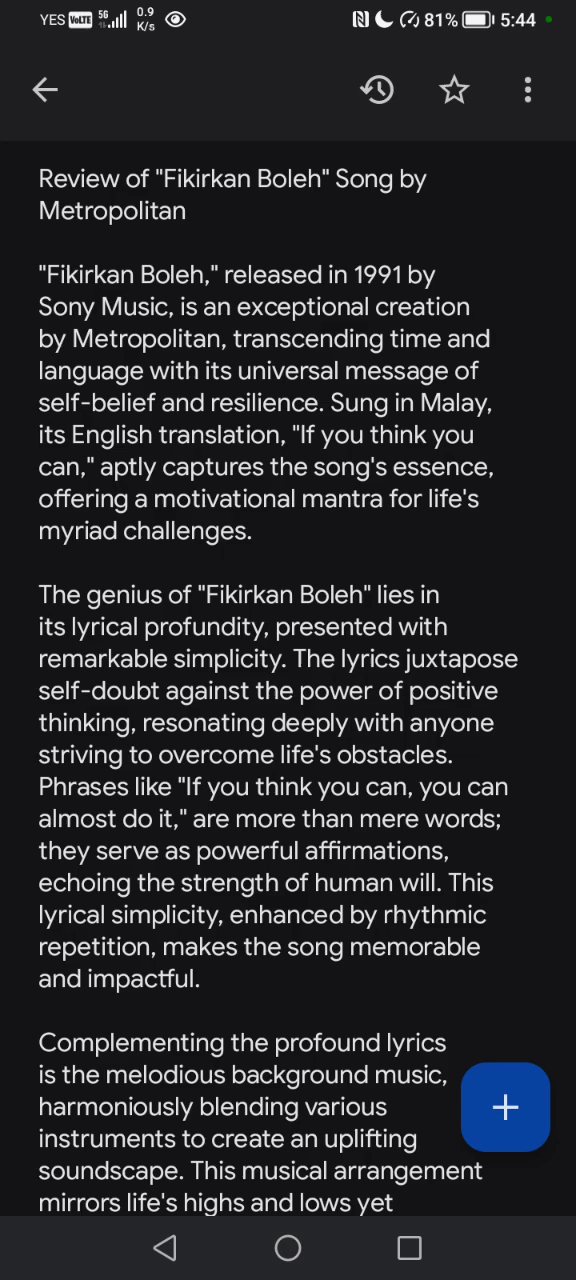 YES VoLTE 5G 0.9 K/s 81% 5:44
Review of "Fikirkan Boleh" Song by
Metropolitan
"Fikirkan Boleh," released in 1991 by
Sony Music, is an exceptional creation
by Metropolitan, transcending time and
language with its universal message of
self-belief and resilience. Sung in Malay,
its English translation, "If you think you
can," aptly captures the song's essence,
offering a motivational mantra for life's
myriad challenges.
The genius of "Fikirkan Boleh" lies in
its lyrical profundity, presented with
remarkable simplicity. The lyrics juxtapose
self-doubt against the power of positive
thinking, resonating deeply with anyone
striving to overcome life's obstacles.
Phrases like "If you think you can, you can
almost do it," are more than mere words;
they serve as powerful affirmations,
echoing the strength of human will. This
lyrical simplicity, enhanced by rhythmic
repetition, makes the song memorable
and impactful.
Complementing the profound lyrics
is the melodious background music,
harmoniously blending various
instruments to create an uplifting
soundscape. This musical arrangement
mirrors life's highs and lows yet